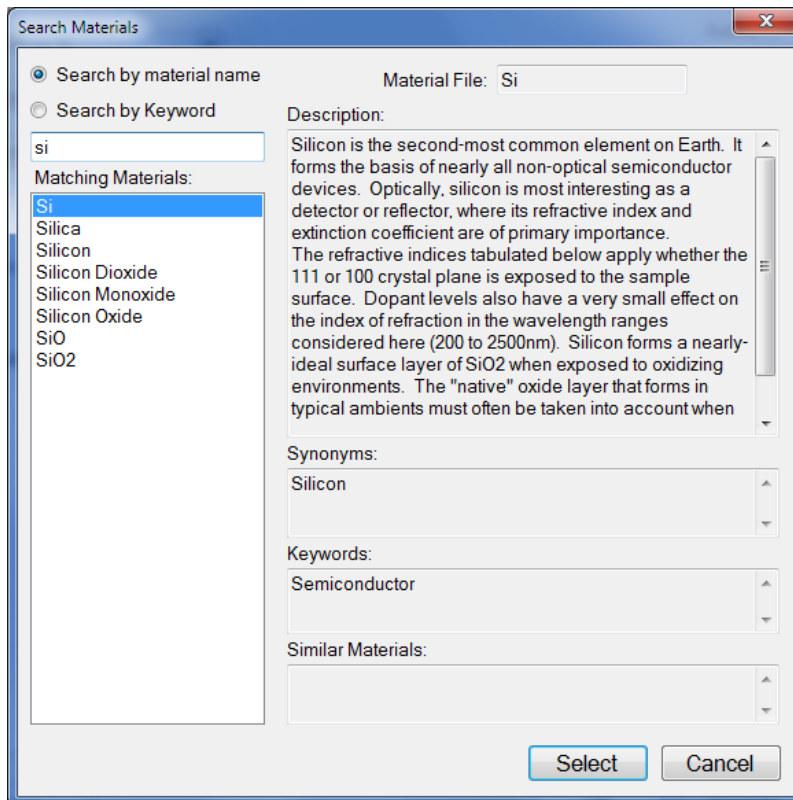 Search Materials
Search by material name
Search by Keyword
si
Matching Materials:
Si
Silica
Silicon
Silicon Dioxide
Silicon Monoxide
Silicon Oxide
SiO
SiO2
Material File: Si
Description:
Silicon is the second-most common element on Earth.  It
forms the basis of nearly all non-optical semiconductor
devices.  Optically, silicon is most interesting as a
detector or reflector, where its refractive index and
extinction coefficient are of primary importance.
The refractive indices tabulated below apply whether the
111 or 100 crystal plane is exposed to the sample
surface.  Dopant levels also have a very small effect on
the index of refraction in the wavelength ranges
considered here (200 to 2500nm).  Silicon forms a nearly-
ideal surface layer of SiO2 when exposed to oxidizing
environments.  The "native" oxide layer that forms in
typical ambients must often be taken into account when
Synonyms:
Silicon
Keywords:
Semiconductor
Similar Materials:
Select
Cancel